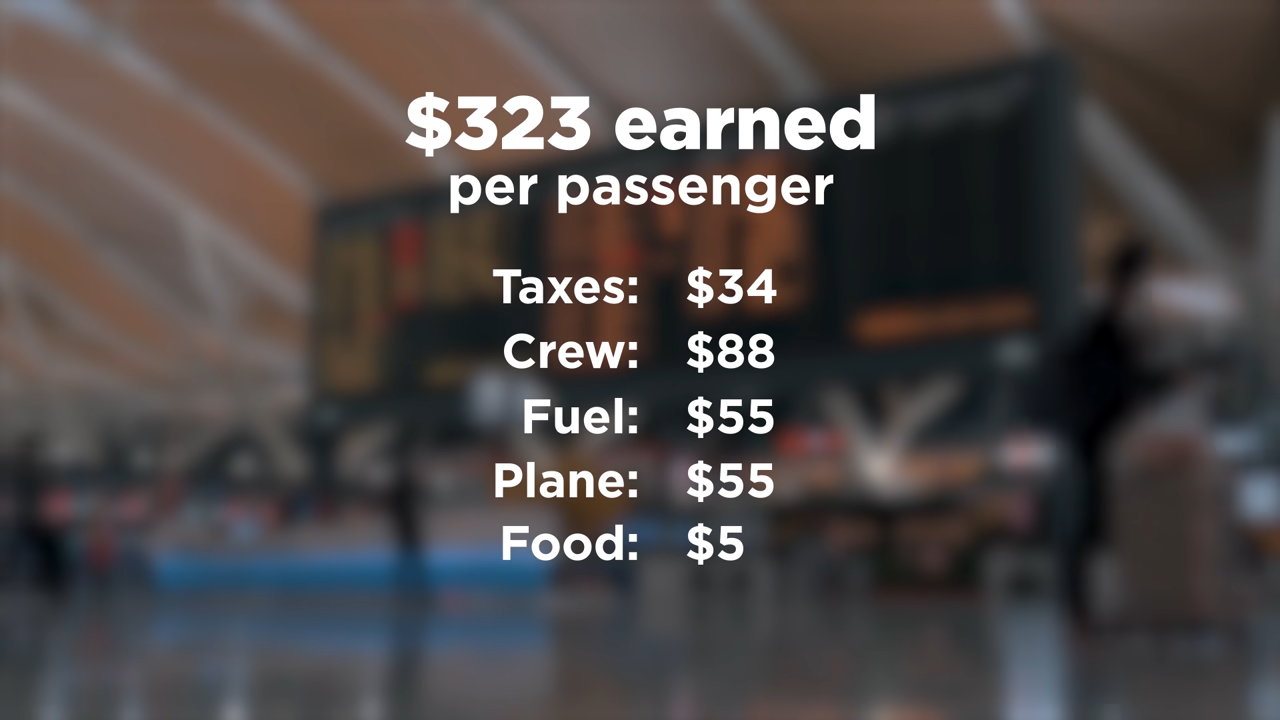 $323 earned
per passenger
Taxes: $34
Crew: $88
Fuel: $55
Plane: $55
Food: $5